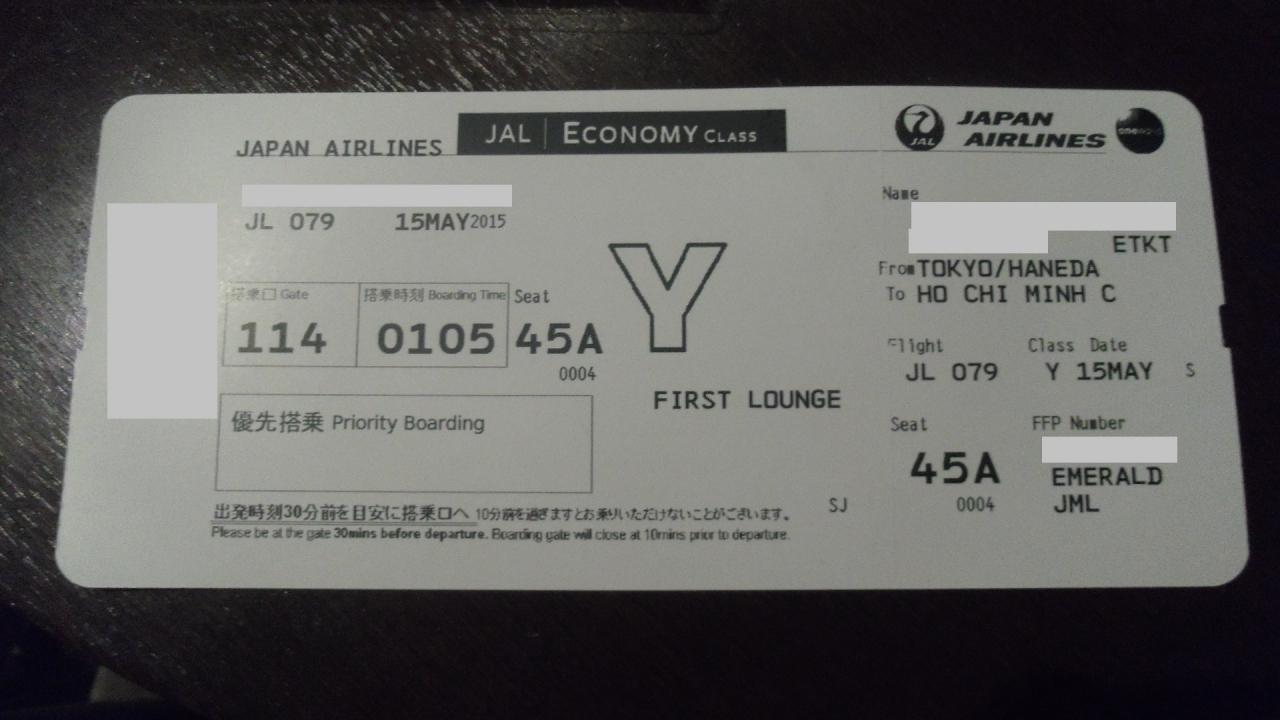 JAPAN AIRLINES
JAL | ECONOMY CLASS
JL 079 15MAY2015
搭乗口 Gate
114
搭乗時刻 Boarding Time
0105
Seat
45A
0004
Y
FIRST LOUNGE
優先搭乗 Priority Boarding
出発時刻30分前を目安に搭乗口へ 10分前を過ぎますとお乗りいただけないことがございます。
Please be at the gate 30mins before departure. Boarding gate will close at 10mins prior to departure.
SJ
JAL
JAPAN
AIRLINES
oneworld
Name
ETKT
From TOKYO/HANEDA
To HO CHI MINH C
Flight Class Date
JL 079 Y 15MAY S
Seat
45A
0004
FFP Number
EMERALD
JML